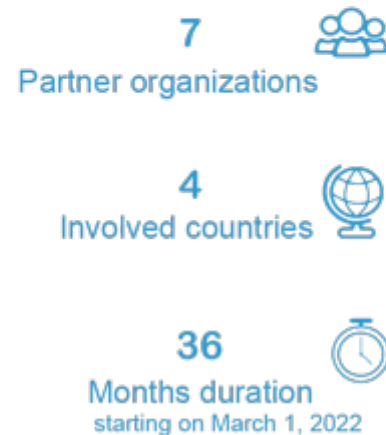 7
Partner organizations
4
Involved countries
36
Months duration
starting on March 1, 2022